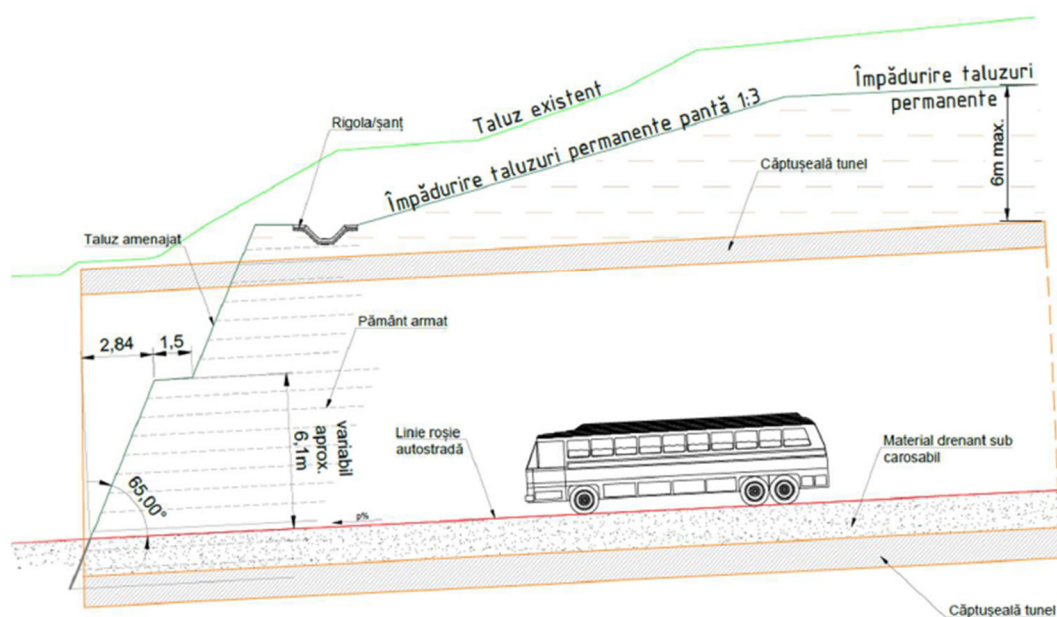 Împădurire taluzuri
permanente
Taluz existent
Împădurire taluzuri permanente pantă 1:3
Rigola/șanț
6m max.
Căptușeală tunel
Taluz amenajat
Pământ armat
2,84
1,5
variabil
aprox.
6,1m
Linie roșie
autostradă
Material drenant sub
carosabil
65,00°
p%
Căptușeală tunel